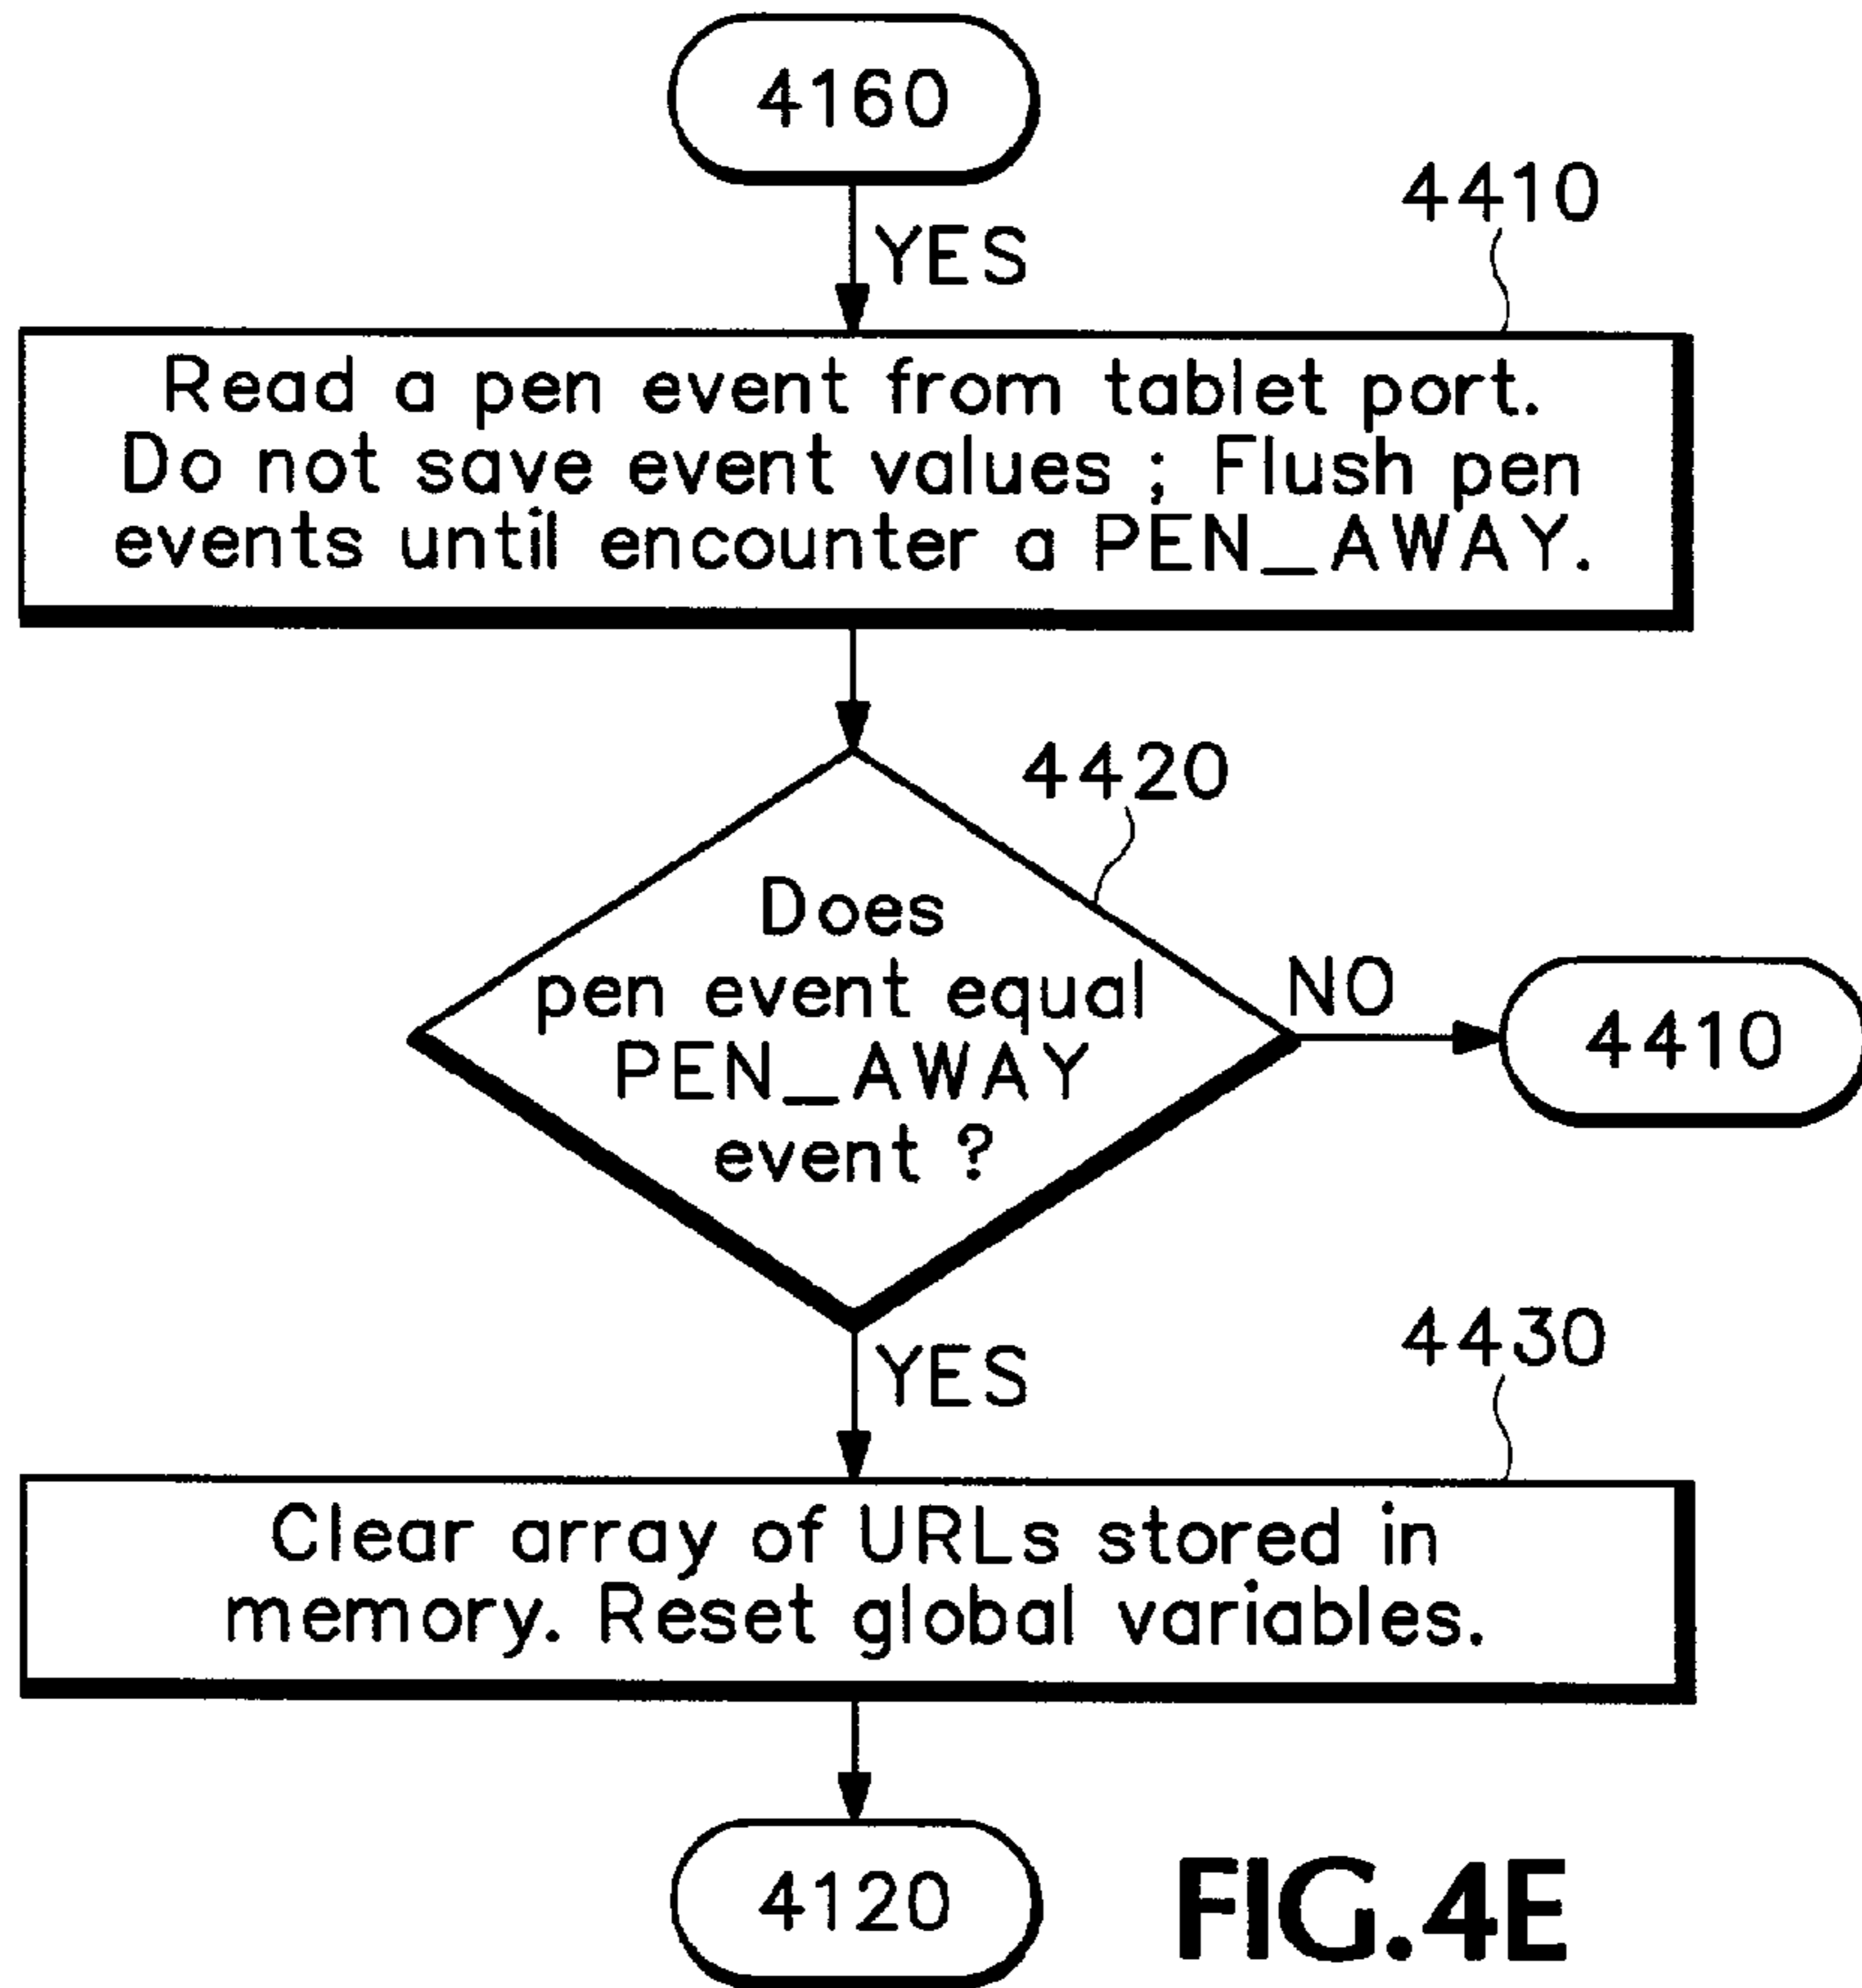 4160
YES
4410
Read a pen event from tablet port.
Do not save event values ; Flush pen
events until encounter a PEN_AWAY.
4420
Does
pen event equal
PEN_AWAY
event ?
NO
4410
YES
4430
Clear array of URLs stored in
memory. Reset global variables.
4120
FIG.4E